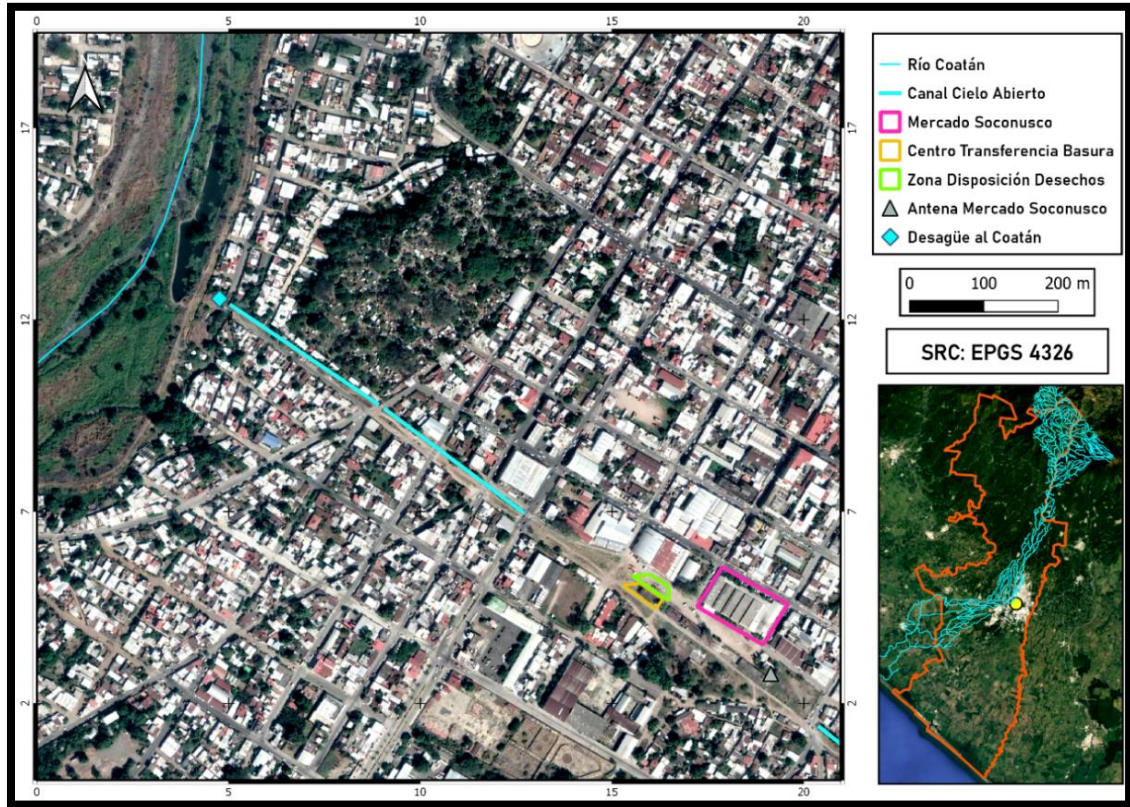 0 5 10 15 20
17 17
12 12
7 7
2 2
0 5 10 15 20
Río Coatán
Canal Cielo Abierto
Mercado Soconusco
Centro Transferencia Basura
Zona Disposición Desechos
Antena Mercado Soconusco
Desagüe al Coatán
0 100 200 m
SRC: EPGS 4326